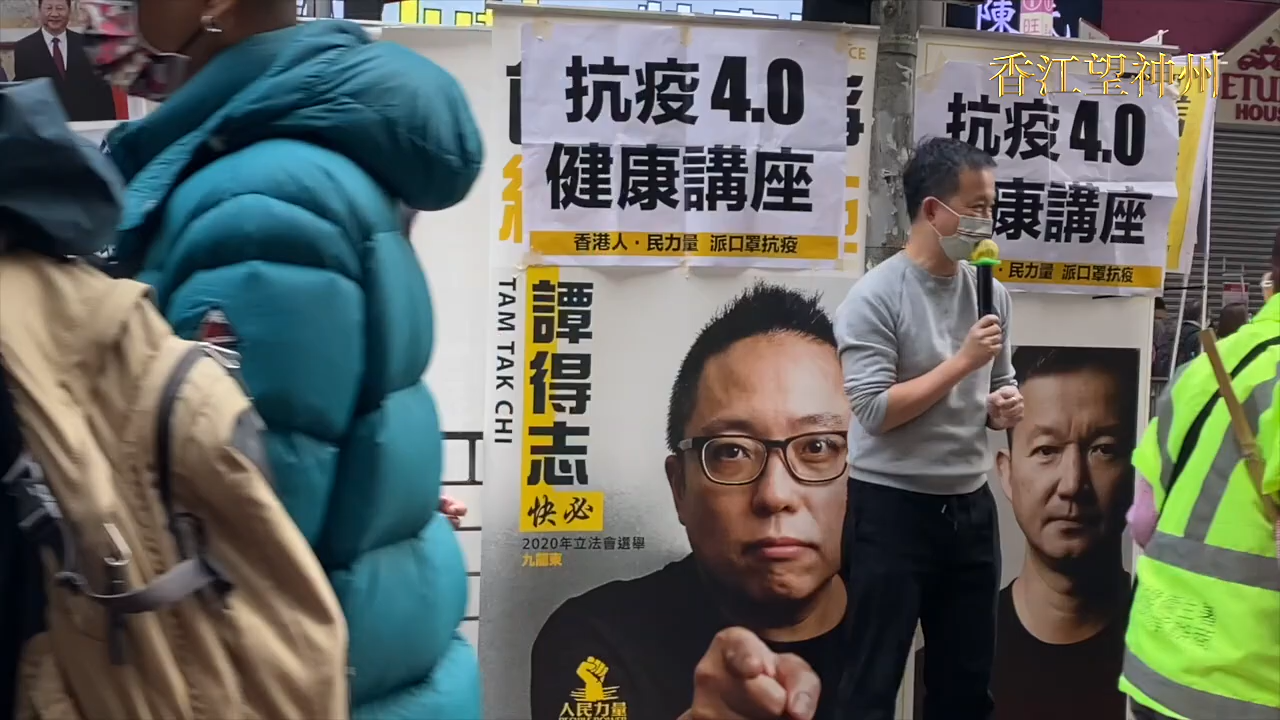 香江望神州
抗疫 4.0
健康講座
香港人·民力量 派口罩抗疫
抗疫 4.0
康講座
·民力量 派口罩抗疫
TAM TAK CHI
譚得志
快必
2020年立法會選舉
九龍東
人民力量
PEOPLE POWER
HOUS